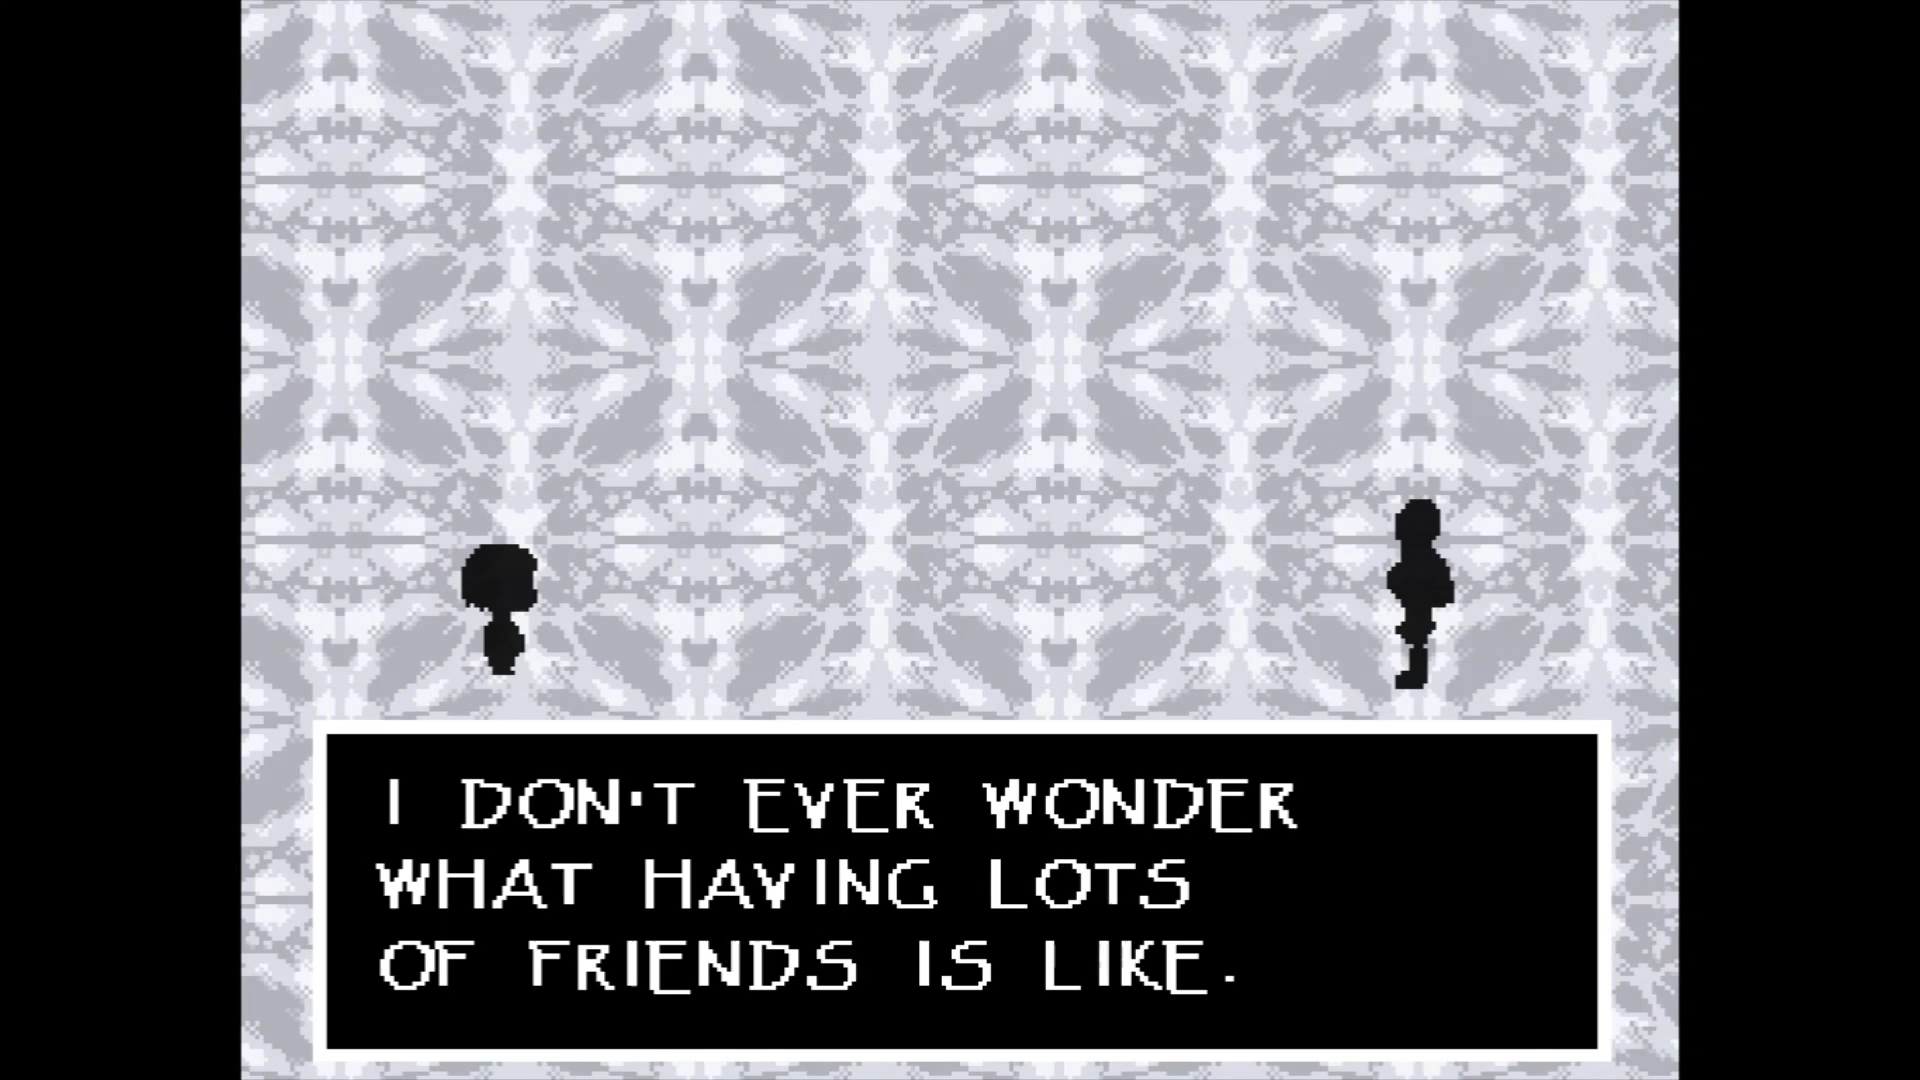 I DON'T EVER WONDER
WHAT HAVING LOTS
OF FRIENDS IS LIKE.